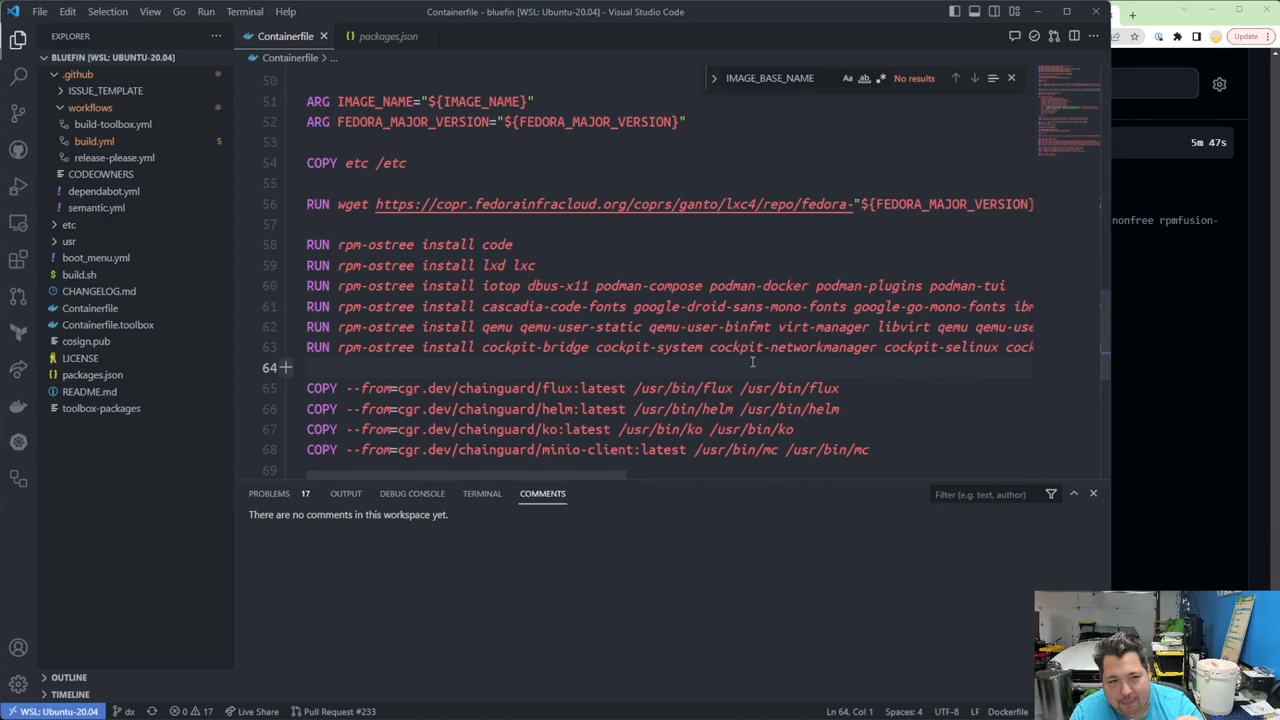 File Edit Selection View Go Run Terminal Help
Containerfile - bluefin [WSL: Ubuntu-20.04] - Visual Studio Code
Update
EXPLORER
Containerfile
packages.json
BLUEFIN [WSL: UBUNTU-20.04]
.github
ISSUE_TEMPLATE
workflows
build-toolbox.yml
build.yml 5
release-please.yml
CODEOWNERS
dependabot.yml
semantic.yml
etc
usr
boot_menu.yml
build.sh
CHANGELOG.md
Containerfile
Containerfile.toolbox
cosign.pub
LICENSE
packages.json
README.md
toolbox-packages
OUTLINE
TIMELINE
Containerfile > ...
IMAGE_BASE_NAME
Aa ab .* No results
50
ARG IMAGE_NAME="${IMAGE_NAME}"
ARG FEDORA_MAJOR_VERSION="${FEDORA_MAJOR_VERSION}"
COPY etc /etc
55
56 RUN wget https://copr.fedorainfracloud.org/coprs/ganto/lxc4/repo/fedora-"${FEDORA_MAJOR_VERSION}
57
58 RUN rpm-ostree install code
59 RUN rpm-ostree install lxd lxc
60 RUN rpm-ostree install iotop dbus-x11 podman-compose podman-docker podman-plugins podman-tui
61 RUN rpm-ostree install cascadia-code-fonts google-droid-sans-mono-fonts google-go-mono-fonts ibm
62 RUN rpm-ostree install qemu qemu-user-static qemu-user-binfmt virt-manager libvirt qemu qemu-use
63 RUN rpm-ostree install cockpit-bridge cockpit-system cockpit-networkmanager cockpit-selinux cock
64
65 COPY --from=cgr.dev/chainguard/flux:latest /usr/bin/flux /usr/bin/flux
66 COPY --from=cgr.dev/chainguard/helm:latest /usr/bin/helm /usr/bin/helm
67 COPY --from=cgr.dev/chainguard/ko:latest /usr/bin/ko /usr/bin/ko
68 COPY --from=cgr.dev/chainguard/minio-client:latest /usr/bin/mc /usr/bin/mc
69
5m 47s
nonfree rpmfusion-
PROBLEMS 17 OUTPUT DEBUG CONSOLE TERMINAL COMMENTS
Filter (e.g. text, author)
There are no comments in this workspace yet.
WSL: Ubuntu-20.04 dx 0 17 Live Share Pull Request #233
Ln 64, Col 1 Spaces: 4 UTF-8 LF Dockerfile